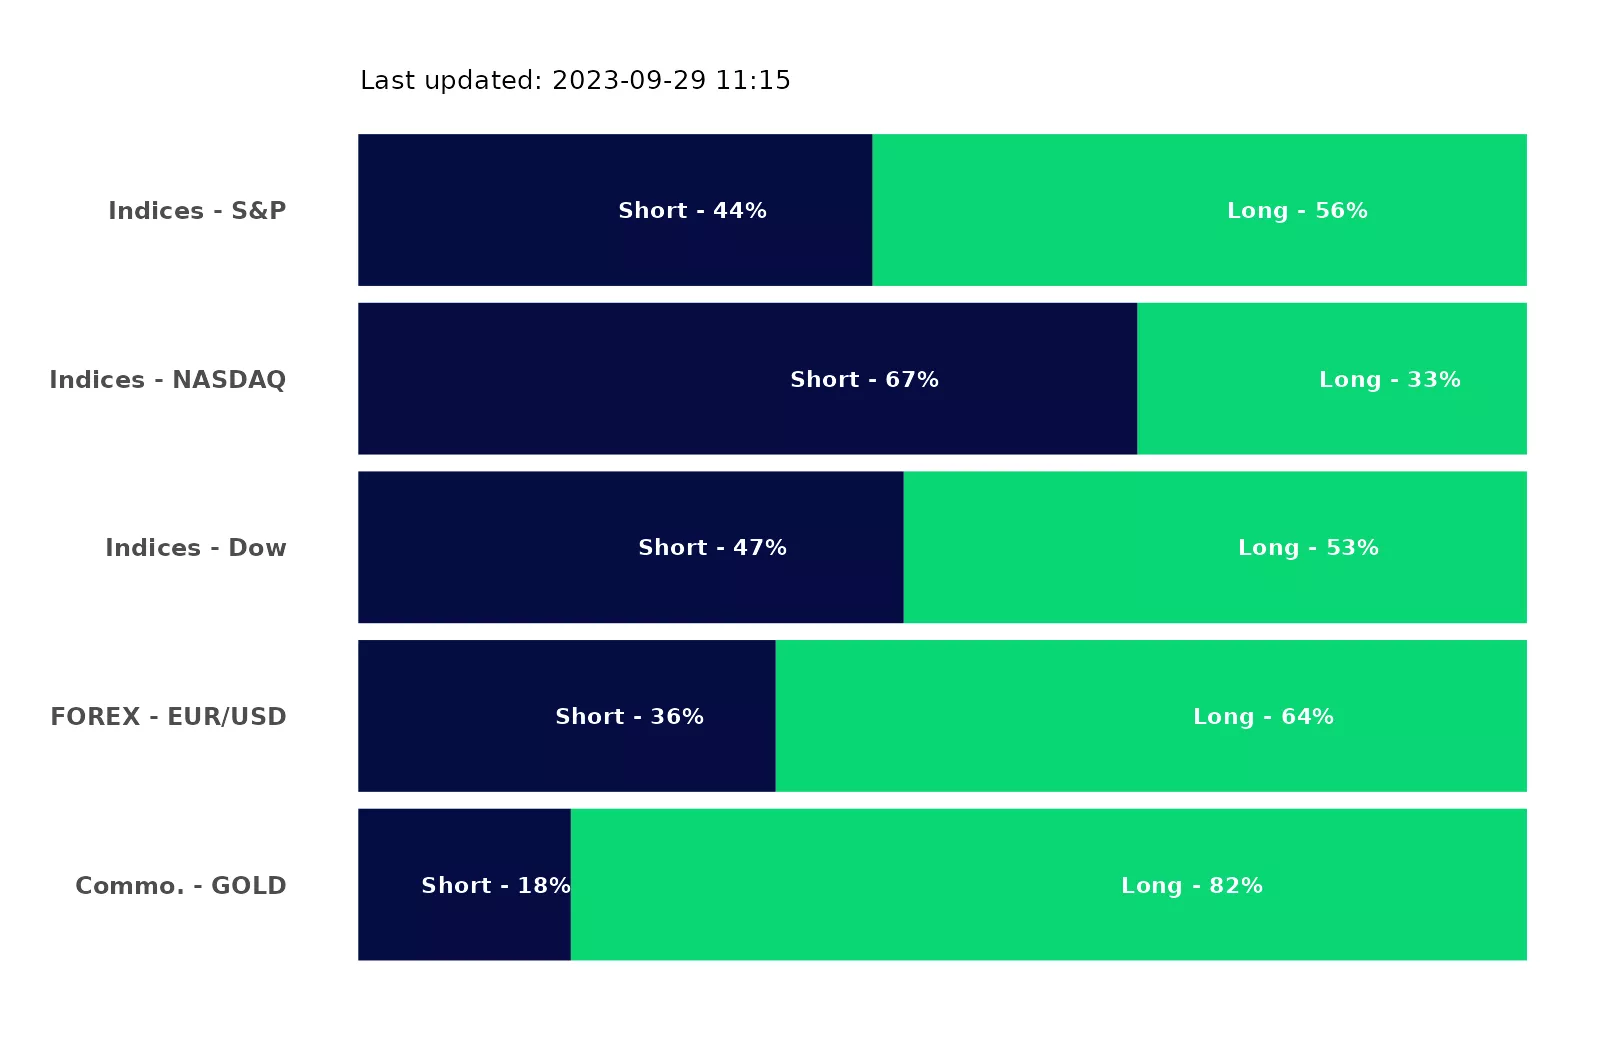 Last updated: 2023-09-29 11:15
Indices - S&P Short - 44% Long - 56%
Indices - NASDAQ Short - 67% Long - 33%
Indices - Dow Short - 47% Long - 53%
FOREX - EUR/USD Short - 36% Long - 64%
Commo. - GOLD Short - 18% Long - 82%